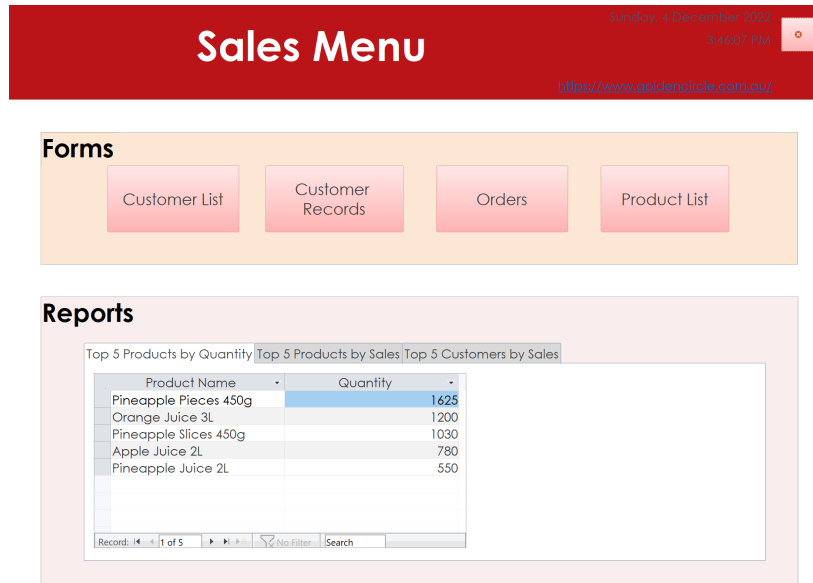 Sunday, 4 December 2022
Sales Menu
3:46:07 PM
https://www.goldencircle.com.au/
Forms
Customer List
Customer
Records
Orders
Product List
Reports
Top 5 Products by Quantity Top 5 Products by Sales Top 5 Customers by Sales
Product Name Quantity
Pineapple Pieces 450g 1625
Orange Juice 3L 1200
Pineapple Slices 450g 1030
Apple Juice 2L 780
Pineapple Juice 2L 550
Record: 1 of 5 No Filter Search